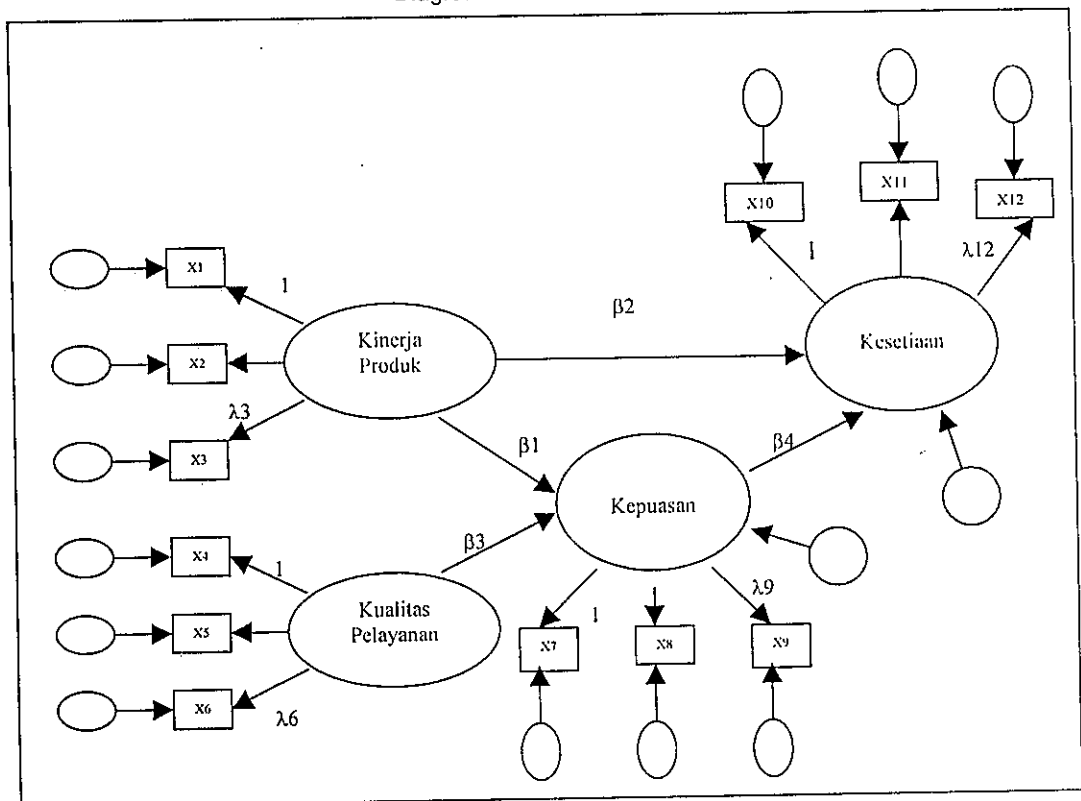 X10
X11
X12
1
λ12
X1
1
β2
Kinerja
Produk
Kesetiaan
X2
λ3
X3
β1
β4
Kepuasan
X4
1
β3
λ9
Kualitas
Pelayanan
X5
1
X7
X8
X9
X6
λ6